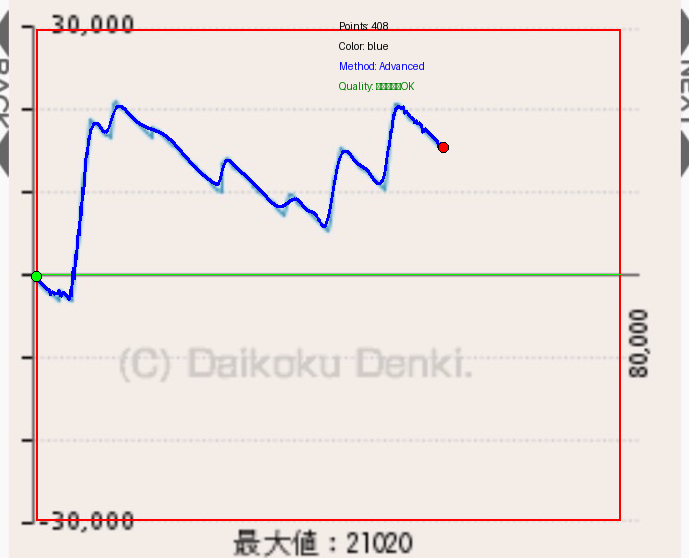 30,000
Points: 408
Color: blue
Method: Advanced
Quality: OK
BACK
NEXT
80,000
(C) Daikoku Denki.
-30,000
最大値：21020